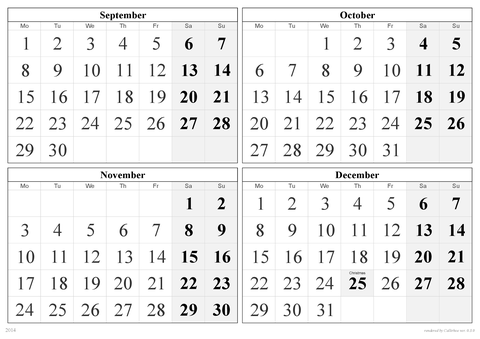 September
Mo Tu We Th Fr Sa Su
1 2 3 4 5 6 7
8 9 10 11 12 13 14
15 16 17 18 19 20 21
22 23 24 25 26 27 28
29 30
October
Mo Tu We Th Fr Sa Su
1 2 3 4 5
6 7 8 9 10 11 12
13 14 15 16 17 18 19
20 21 22 23 24 25 26
27 28 29 30 31
November
Mo Tu We Th Fr Sa Su
1 2
3 4 5 6 7 8 9
10 11 12 13 14 15 16
17 18 19 20 21 22 23
24 25 26 27 28 29 30
December
Mo Tu We Th Fr Sa Su
1 2 3 4 5 6 7
8 9 10 11 12 13 14
15 16 17 18 19 20 21
Christmas
22 23 24 25 26 27 28
29 30 31
2014